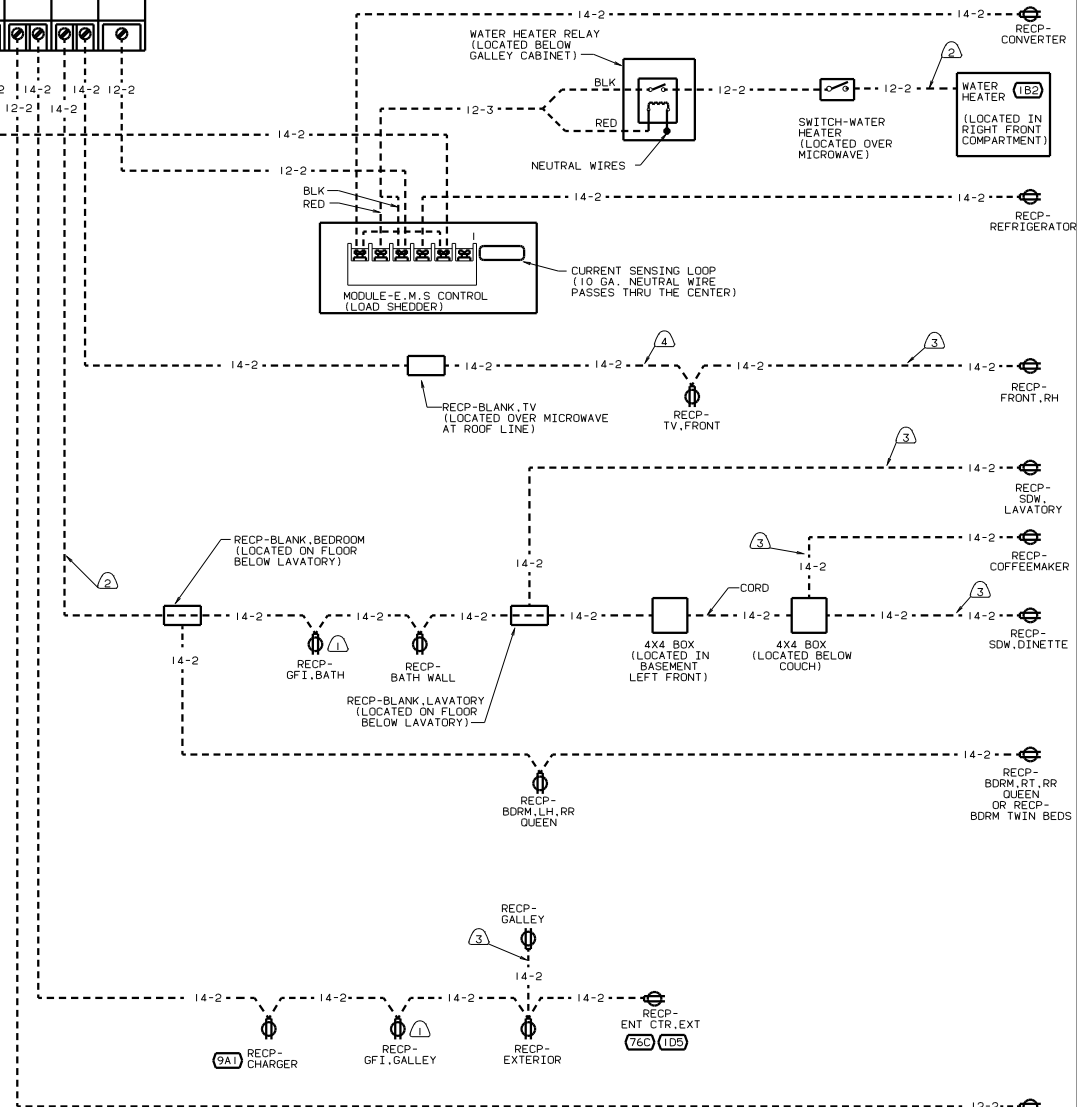 14-2
14-2
RECP-
CONVERTER
WATER HEATER RELAY
(LOCATED BELOW
GALLEY CABINET)
BLK
RED
12-2
12-2
2
WATER
HEATER
1B2
(LOCATED IN
RIGHT FRONT
COMPARTMENT)
SWITCH-WATER
HEATER
(LOCATED OVER
MICROWAVE)
NEUTRAL WIRES
2 14-2 14-2 12-2
12-2 14-2
12-3
14-2
12-2
BLK
RED
14-2
14-2
RECP-
REFRIGERATOR
1
CURRENT SENSING LOOP
(10 GA. NEUTRAL WIRE
PASSES THRU THE CENTER)
MODULE-E.M.S CONTROL
(LOAD SHEDDER)
14-2
14-2
14-2
4
14-2
3
14-2
RECP-
FRONT,RH
RECP-BLANK,TV
(LOCATED OVER MICROWAVE
AT ROOF LINE)
RECP-
TV,FRONT
3
14-2
RECP-
SDW,
LAVATORY
14-2
3
14-2
14-2
RECP-
COFFEEMAKER
RECP-BLANK,BEDROOM
(LOCATED ON FLOOR
BELOW LAVATORY)
2
14-2
14-2
14-2
14-2
CORD
14-2
14-2
3
14-2
RECP-
SDW,DINETTE
14-2
RECP-
GFI,BATH
1
RECP-
BATH WALL
RECP-BLANK,LAVATORY
(LOCATED ON FLOOR
BELOW LAVATORY)
4X4 BOX
(LOCATED IN
BASEMENT
LEFT FRONT)
4X4 BOX
(LOCATED BELOW
COUCH)
14-2
RECP-
BDRM,RT,RR
QUEEN
OR RECP-
BDRM TWIN BEDS
RECP-
BDRM,LH,RR
QUEEN
RECP-
GALLEY
3
14-2
14-2
14-2
14-2
14-2
RECP-
ENT CTR,EXT
76C 1D5
9A1
RECP-
CHARGER
RECP-
GFI,GALLEY
1
RECP-
EXTERIOR
12-2